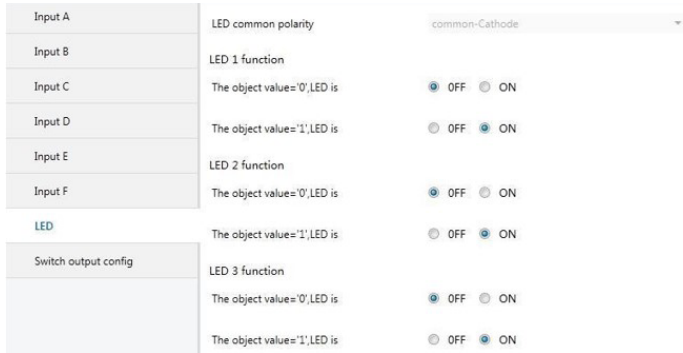 Input A
Input B
Input C
Input D
Input E
Input F
LED
Switch output config
LED common polarity common-Cathode
LED 1 function
The object value='0',LED is OFF ON
The object value='1',LED is OFF ON
LED 2 function
The object value='0',LED is OFF ON
The object value='1',LED is OFF ON
LED 3 function
The object value='0',LED is OFF ON
The object value='1',LED is OFF ON